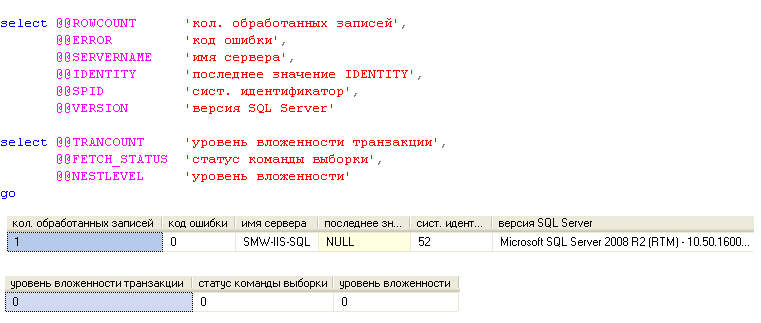 select @@ROWCOUNT 'кол. обработанных записей',
@@ERROR 'код ошибки',
@@SERVERNAME 'имя сервера',
@@IDENTITY 'последнее значение IDENTITY',
@@SPID 'сист. идентификатор',
@@VERSION 'версия SQL Server'
select @@TRANCOUNT 'уровень вложенности транзакции',
@@FETCH_STATUS 'статус команды выборки',
@@NESTLEVEL 'уровень вложенности'
go
кол. обработанных записей код ошибки имя сервера последнее зн... сист. идент... версия SQL Server
1 0 SMW-IIS-SQL NULL 52 Microsoft SQL Server 2008 R2 (RTM) - 10.50.1600...
уровень вложенности транзакции статус команды выборки уровень вложенности
0 0 0